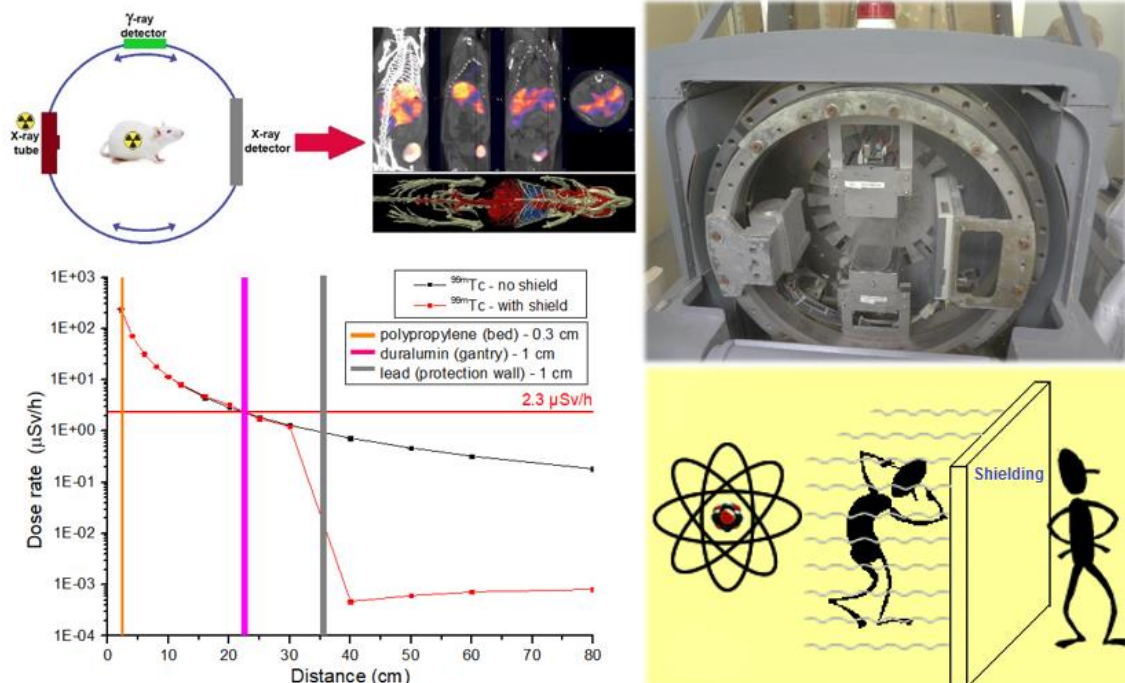 γ-ray
detector
X-ray
tube
X-ray
detector
1E+03
1E+02
1E+01
1E+00
1E-01
1E-02
1E-03
1E-04
Dose rate (µSv/h)
⁹⁹ᵐTc - no shield
⁹⁹ᵐTc - with shield
polypropylene (bed) - 0.3 cm
duralumin (gantry) - 1 cm
lead (protection wall) - 1 cm
2.3 µSv/h
0 10 20 30 40 50 60 70 80
Distance (cm)
Shielding